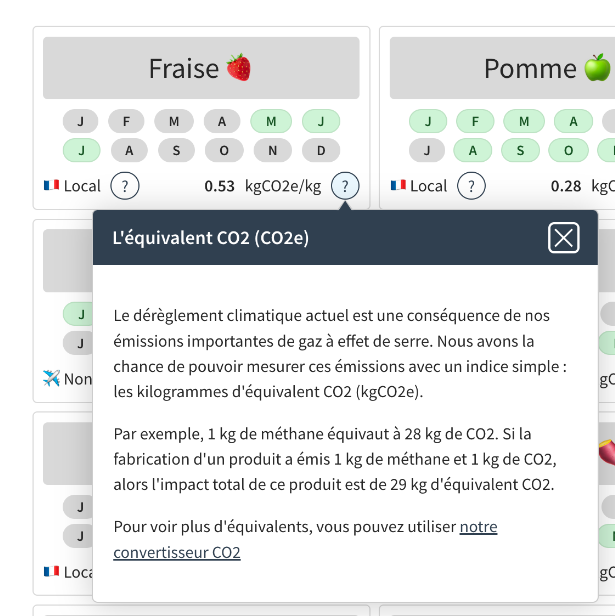 Fraise
Pomme
J F M A M J
J F M A
J A S O N D
J A S O
Local ? 0.53 kgCO2e/kg ?
Local ? 0.28 kgCO2e
L'équivalent CO2 (CO2e)
J
J
Non
Le dérèglement climatique actuel est une conséquence de nos
émissions importantes de gaz à effet de serre. Nous avons la
chance de pouvoir mesurer ces émissions avec un indice simple :
les kilogrammes d'équivalent CO2 (kgCO2e).
Par exemple, 1 kg de méthane équivaut à 28 kg de CO2. Si la
fabrication d'un produit a émis 1 kg de méthane et 1 kg de CO2,
alors l'impact total de ce produit est de 29 kg d'équivalent CO2.
J
J
Loca
Pour voir plus d'équivalents, vous pouvez utiliser notre
convertisseur CO2